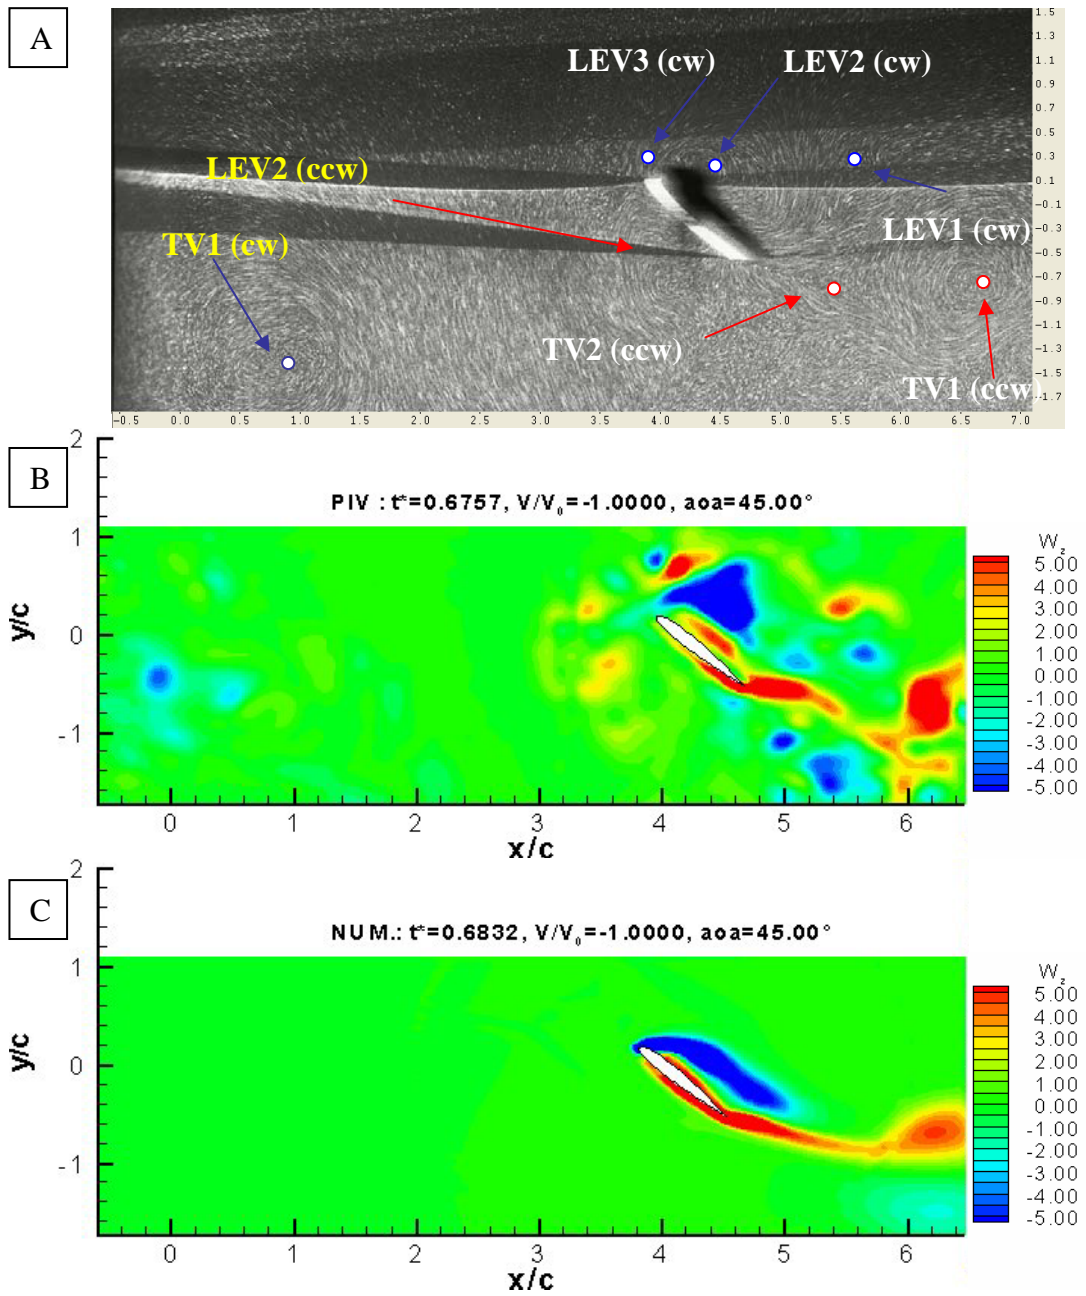 A
LEV3 (cw)
LEV2 (cw)
LEV2 (ccw)
TV1 (cw)
LEV1 (cw)
TV2 (ccw)
TV1 (ccw)
1.5
1.3
1.1
0.9
0.7
0.5
0.3
0.1
-0.1
-0.3
-0.5
-0.7
-0.9
-1.1
-1.3
-1.5
-1.7
-0.5 0.0 0.5 1.0 1.5 2.0 2.5 3.0 3.5 4.0 4.5 5.0 5.5 6.0 6.5 7.0
B
PIV : t*=0.6757, V/V₀=-1.0000, aoa=45.00°
2
1
0
-1
y/c
0 1 2 3 4 5 6
x/c
W_z
5.00
4.00
3.00
2.00
1.00
0.00
-1.00
-2.00
-3.00
-4.00
-5.00
C
NUM.: t*=0.6832, V/V₀=-1.0000, aoa=45.00°
2
1
0
-1
y/c
0 1 2 3 4 5 6
x/c
W_z
5.00
4.00
3.00
2.00
1.00
0.00
-1.00
-2.00
-3.00
-4.00
-5.00